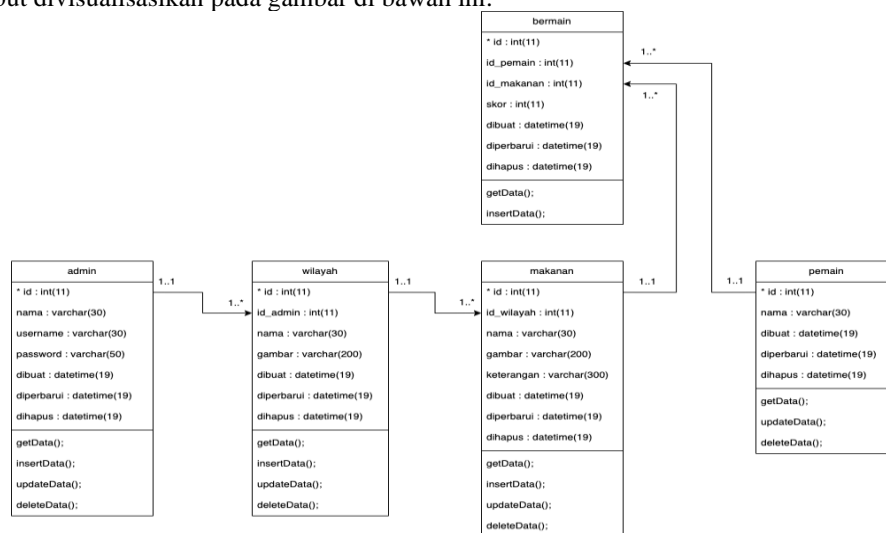 but divisualisasikan pada gambar di bawah ini.
bermain
* id : int(11)
id_pemain : int(11)
id_makanan : int(11)
skor : int(11)
dibuat : datetime(19)
diperbarui : datetime(19)
dihapus : datetime(19)
getData();
insertData();
1..*
1..*
admin
* id : int(11)
nama : varchar(30)
username : varchar(30)
password : varchar(50)
dibuat : datetime(19)
diperbarui : datetime(19)
dihapus : datetime(19)
getData();
insertData();
updateData();
deleteData();
1..1
1..*
wilayah
* id : int(11)
id_admin : int(11)
nama : varchar(30)
gambar : varchar(200)
dibuat : datetime(19)
diperbarui : datetime(19)
dihapus : datetime(19)
getData();
insertData();
updateData();
deleteData();
1..1
1..*
makanan
* id : int(11)
id_wilayah : int(11)
nama : varchar(30)
gambar : varchar(200)
keterangan : varchar(300)
dibuat : datetime(19)
diperbarui : datetime(19)
dihapus : datetime(19)
getData();
insertData();
updateData();
deleteData();
1..1
1..1
pemain
* id : int(11)
nama : varchar(30)
dibuat : datetime(19)
diperbarui : datetime(19)
dihapus : datetime(19)
getData();
updateData();
deleteData();